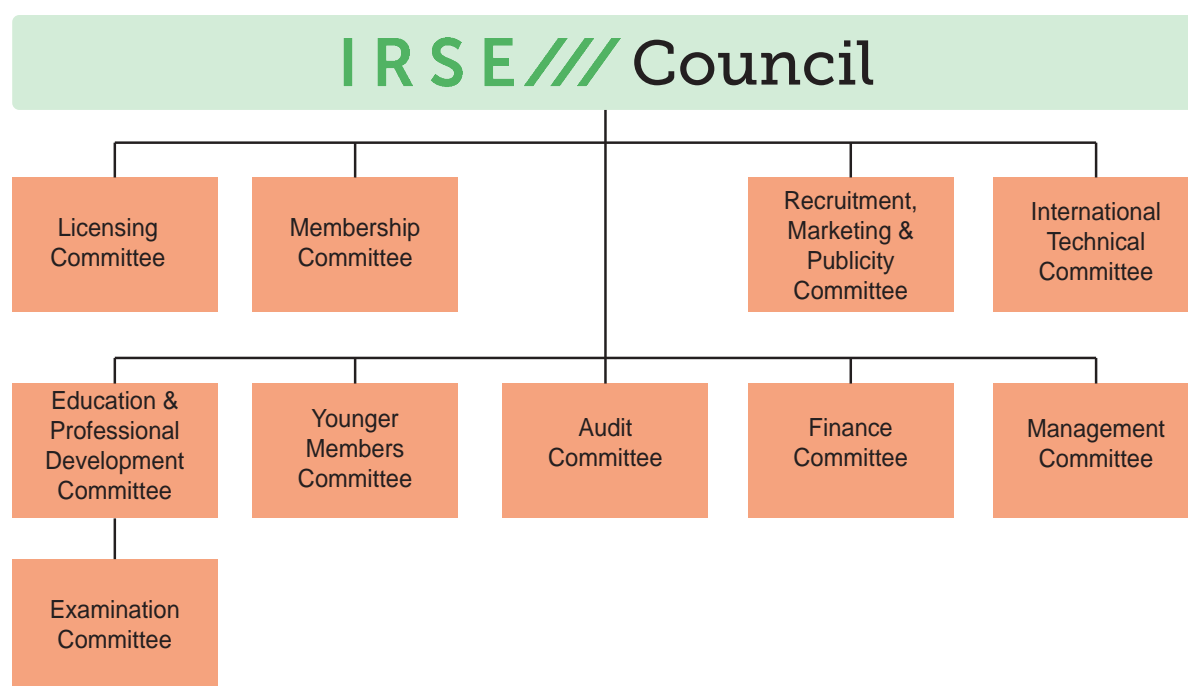 IRSE/// Council
Licensing
Committee
Membership
Committee
Recruitment,
Marketing &
Publicity
Committee
International
Technical
Committee
Education &
Professional
Development
Committee
Younger
Members
Committee
Audit
Committee
Finance
Committee
Management
Committee
Examination
Committee